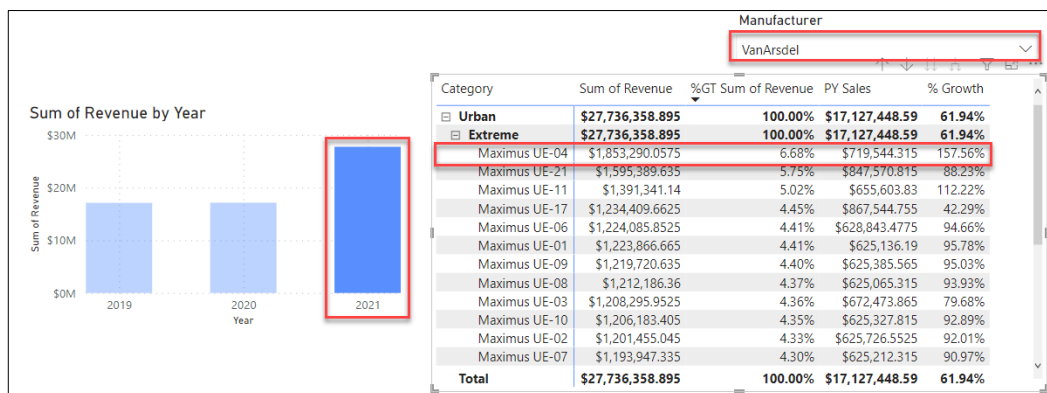 Manufacturer
VanArsdel
Sum of Revenue by Year
$30M
$20M
$10M
$0M
Sum of Revenue
2019 2020 2021
Year
Category Sum of Revenue %GT Sum of Revenue PY Sales % Growth
Urban $27,736,358.895 100.00% $17,127,448.59 61.94%
Extreme $27,736,358.895 100.00% $17,127,448.59 61.94%
Maximus UE-04 $1,853,290.0575 6.68% $719,544.315 157.56%
Maximus UE-21 $1,595,389.635 5.75% $847,570.815 88.23%
Maximus UE-11 $1,391,341.14 5.02% $655,603.83 112.22%
Maximus UE-17 $1,234,409.6625 4.45% $867,544.755 42.29%
Maximus UE-06 $1,224,085.8525 4.41% $628,843.4775 94.66%
Maximus UE-01 $1,223,866.665 4.41% $625,136.19 95.78%
Maximus UE-09 $1,219,720.635 4.40% $625,385.565 95.03%
Maximus UE-08 $1,212,186.36 4.37% $625,065.315 93.93%
Maximus UE-03 $1,208,295.9525 4.36% $672,473.865 79.68%
Maximus UE-10 $1,206,183.405 4.35% $625,327.815 92.89%
Maximus UE-02 $1,201,455.045 4.33% $625,726.5525 92.01%
Maximus UE-07 $1,193,947.335 4.30% $625,212.315 90.97%
Total $27,736,358.895 100.00% $17,127,448.59 61.94%